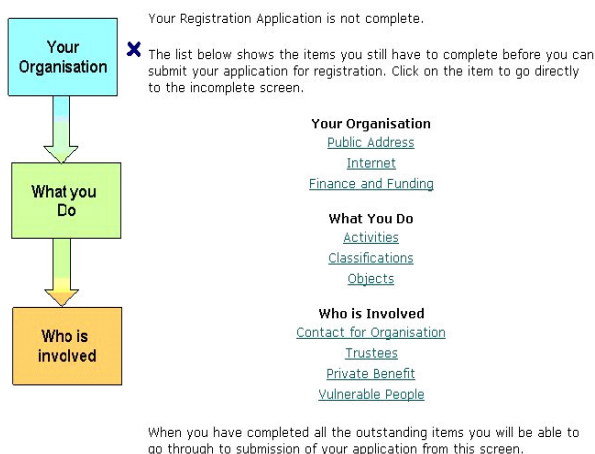 Your Registration Application is not complete.
Your
Organisation
The list below shows the items you still have to complete before you can
submit your application for registration. Click on the item to go directly
to the incomplete screen.
Your Organisation
Public Address
Internet
Finance and Funding
What you
Do
What You Do
Activities
Classifications
Objects
Who is
involved
Who is Involved
Contact for Organisation
Trustees
Private Benefit
Vulnerable People
When you have completed all the outstanding items you will be able to
go through to submission of your application from this screen.